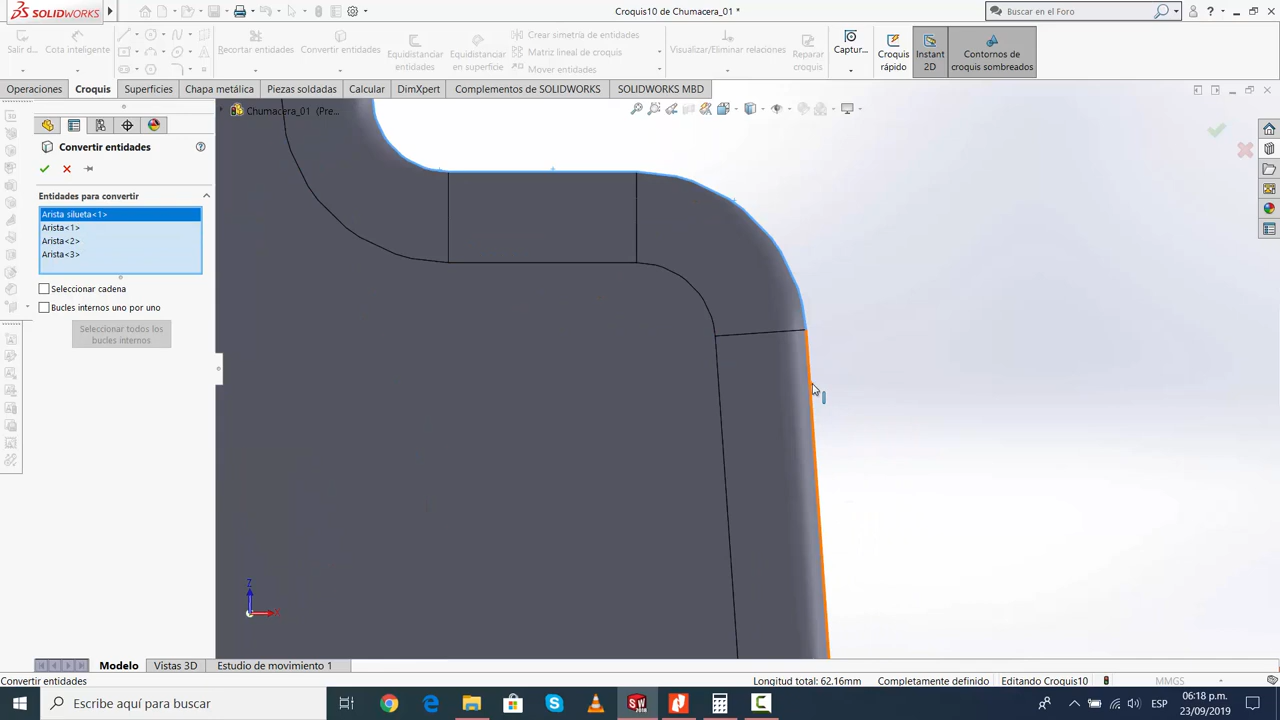 SOLIDWORKS
Croquis10 de Chumacera_01 *
Buscar en el Foro
Salir d...
Cota inteligente
Recortar entidades
Convertir entidades
Equidistanciar entidades
Equidistanciar en superficie
Crear simetría de entidades
Matriz lineal de croquis
Mover entidades
Visualizar/Eliminar relaciones
Reparar croquis
Captur...
Croquis rápido
Instant 2D
Contornos de croquis sombreados
Operaciones
Croquis
Superficies
Chapa metálica
Piezas soldadas
Calcular
DimXpert
Complementos de SOLIDWORKS
SOLIDWORKS MBD
Chumacera_01 (Pre...
Convertir entidades
Entidades para convertir
Arista silueta<1>
Arista<1>
Arista<2>
Arista<3>
Seleccionar cadena
Bucles internos uno por uno
Seleccionar todos los
bucles internos
Z
Modelo
Vistas 3D
Estudio de movimiento 1
Convertir entidades
Longitud total: 62.16mm
Completamente definido
Editando Croquis10
MMGS
Escribe aquí para buscar
ESP
06:18 p.m.
23/09/2019